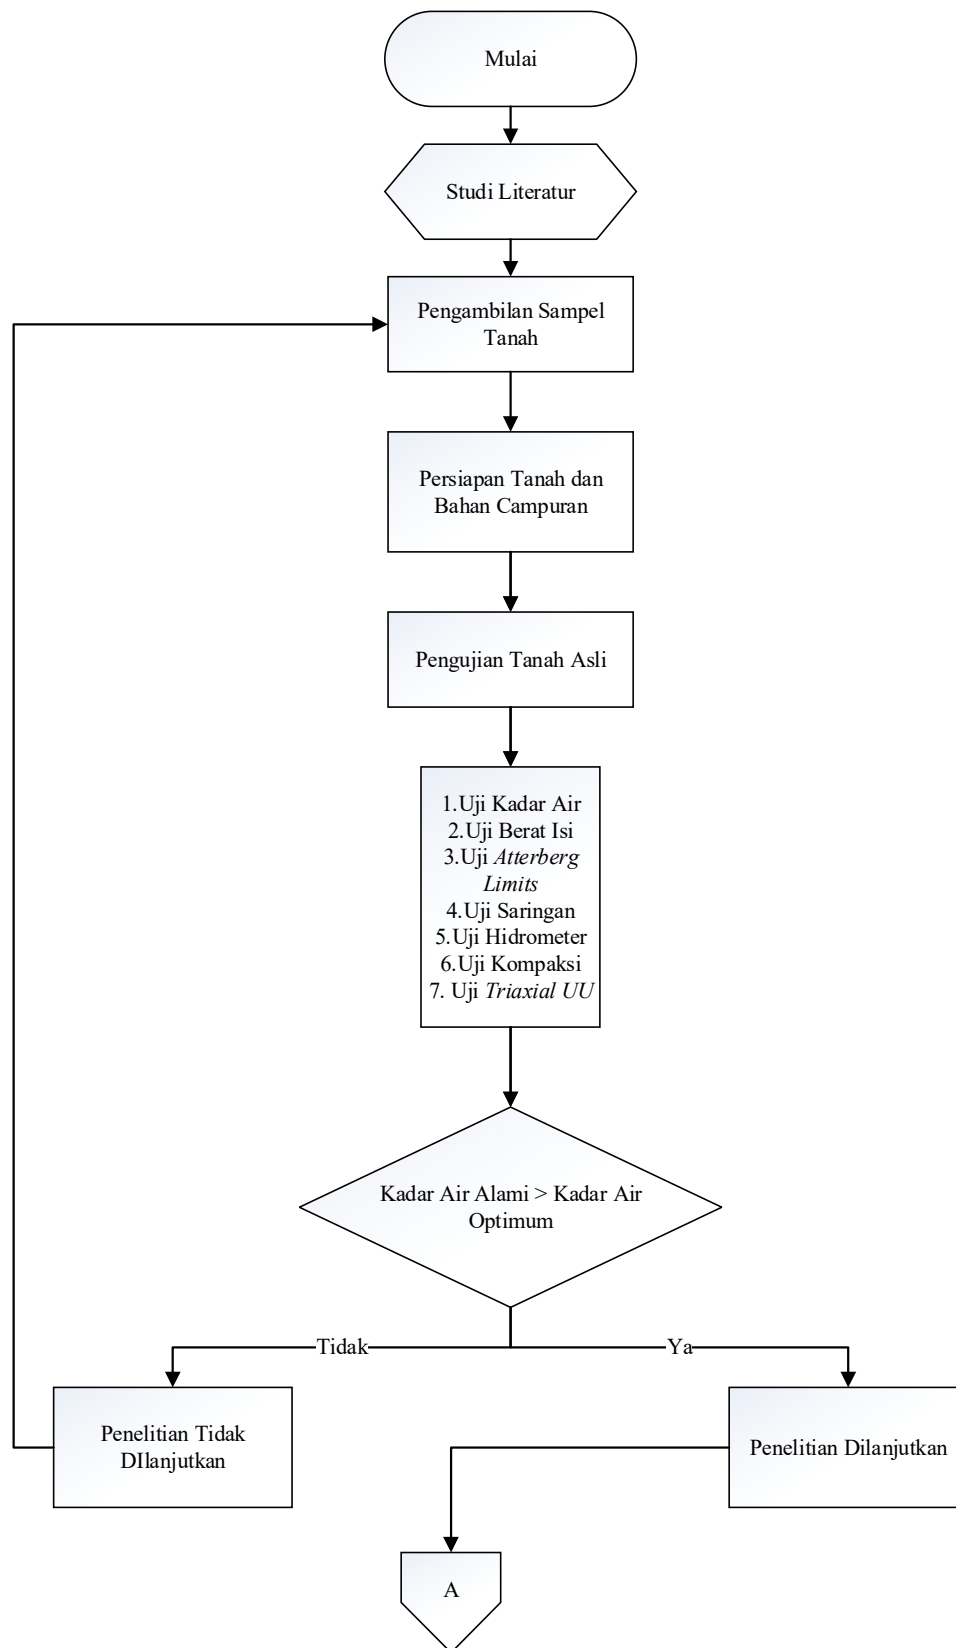 Mulai
Studi Literatur
Pengambilan Sampel
Tanah
Persiapan Tanah dan
Bahan Campuran
Pengujian Tanah Asli
1.Uji Kadar Air
2.Uji Berat Isi
3.Uji Atterberg
Limits
4.Uji Saringan
5.Uji Hidrometer
6.Uji Kompaksi
7. Uji Triaxial UU
Kadar Air Alami > Kadar Air
Optimum
Tidak
Ya
Penelitian Tidak
DIlanjutkan
Penelitian Dilanjutkan
A